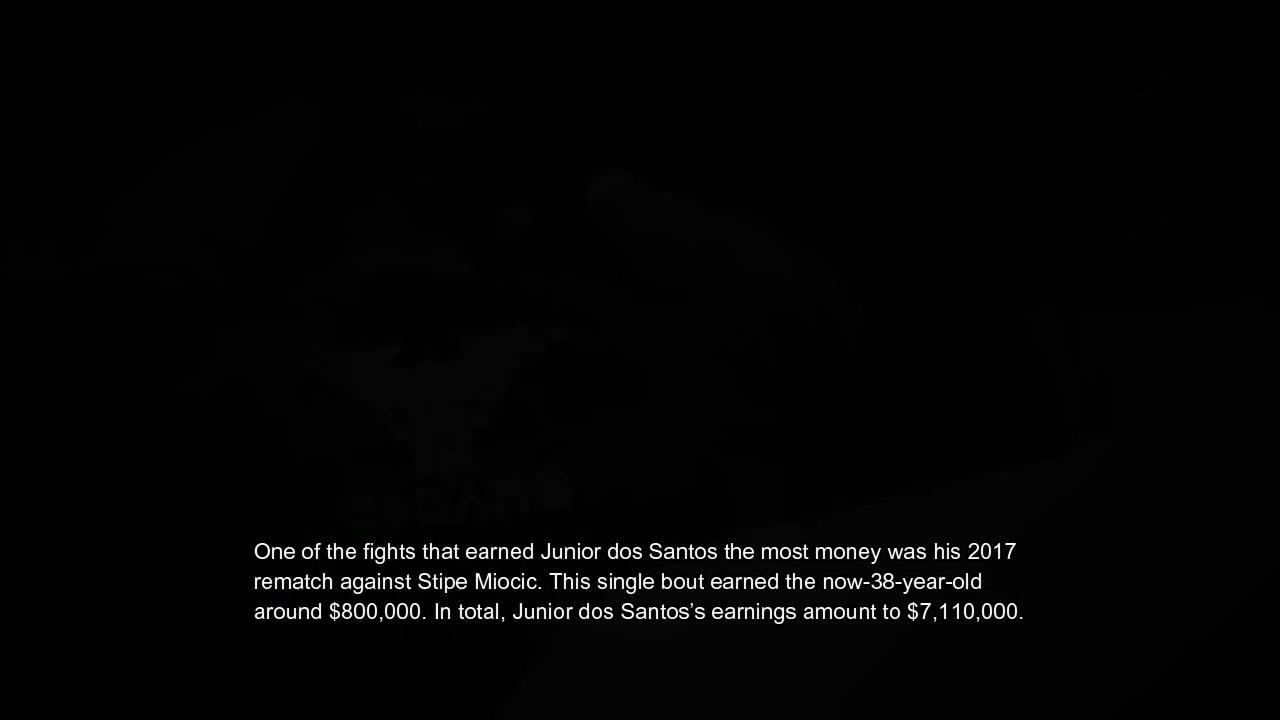 One of the fights that earned Junior dos Santos the most money was his 2017
rematch against Stipe Miocic. This single bout earned the now-38-year-old
around $800,000. In total, Junior dos Santos’s earnings amount to $7,110,000.